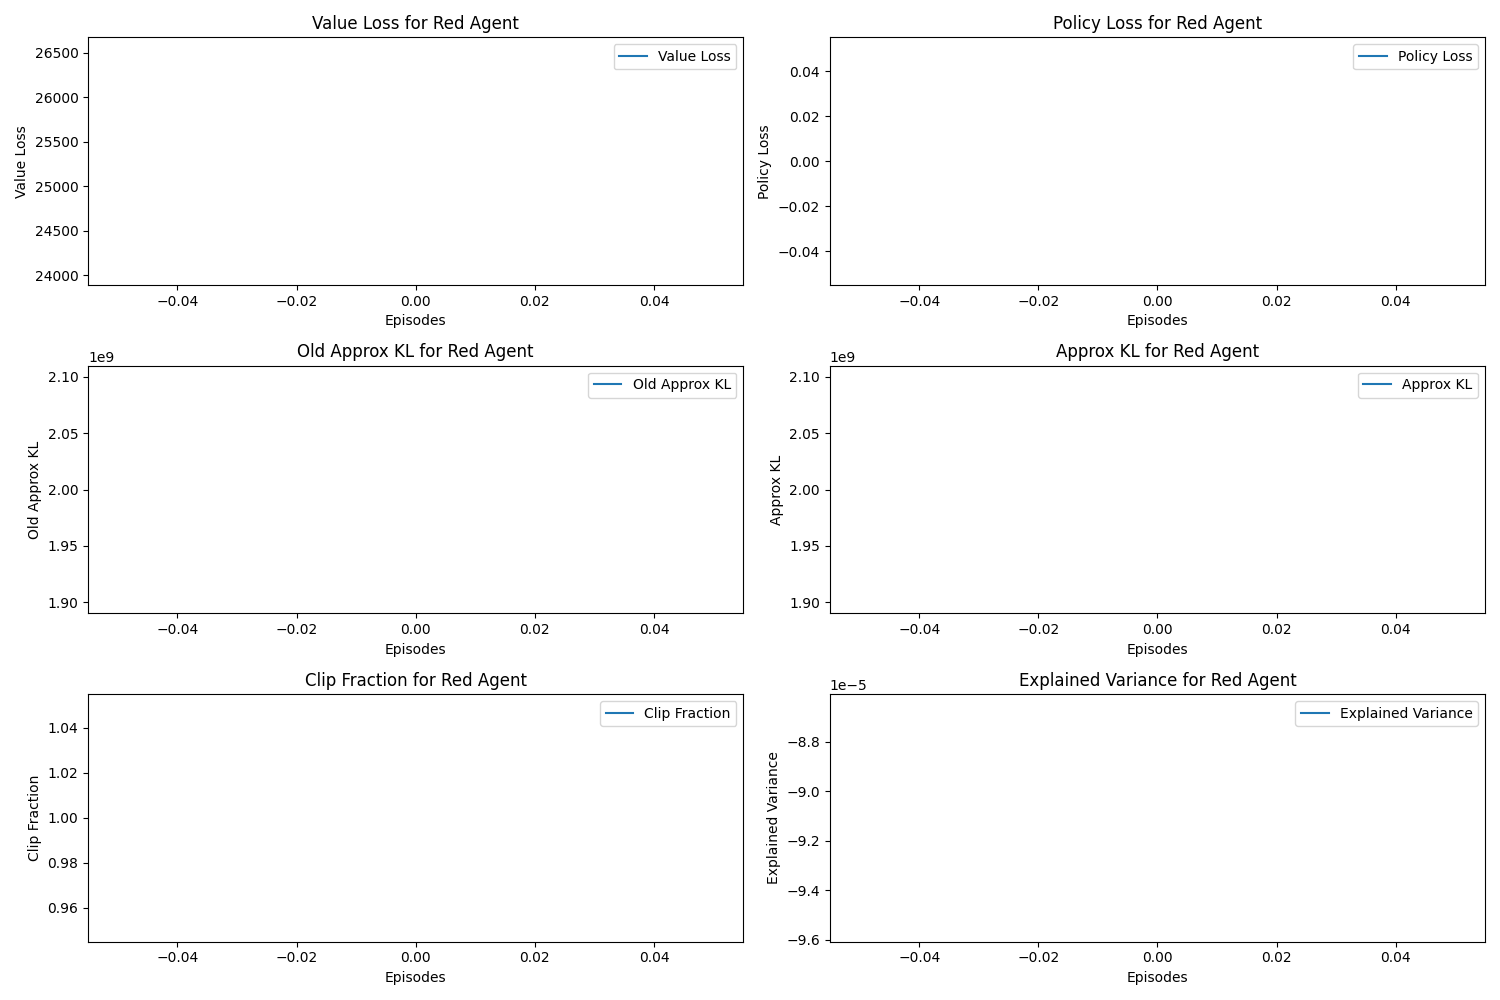 Value Loss for Red Agent
Value Loss
26500
26000
25500
25000
24500
24000
Value Loss
−0.04 −0.02 0.00 0.02 0.04
Episodes
Policy Loss for Red Agent
Policy Loss
0.04
0.02
0.00
−0.02
−0.04
Policy Loss
−0.04 −0.02 0.00 0.02 0.04
Episodes
Old Approx KL for Red Agent
1e9
Old Approx KL
2.10
2.05
2.00
1.95
1.90
Old Approx KL
−0.04 −0.02 0.00 0.02 0.04
Episodes
Approx KL for Red Agent
1e9
Approx KL
2.10
2.05
2.00
1.95
1.90
Approx KL
−0.04 −0.02 0.00 0.02 0.04
Episodes
Clip Fraction for Red Agent
Clip Fraction
1.04
1.02
1.00
0.98
0.96
Clip Fraction
−0.04 −0.02 0.00 0.02 0.04
Episodes
Explained Variance for Red Agent
1e−5
Explained Variance
−8.8
−9.0
−9.2
−9.4
−9.6
Explained Variance
−0.04 −0.02 0.00 0.02 0.04
Episodes